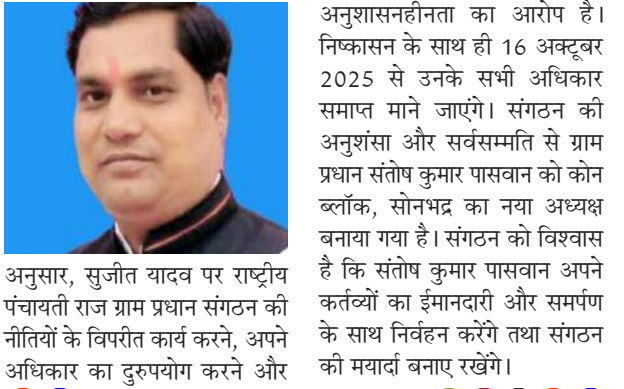 अनुसार, सुजीत यादव पर राष्ट्रीय
पंचायती राज ग्राम प्रधान संगठन की
नीतियों के विपरीत कार्य करने, अपने
अधिकार का दुरुपयोग करने और
अनुशासनहीनता का आरोप है।
निष्कासन के साथ ही 16 अक्टूबर
2025 से उनके सभी अधिकार
समाप्त माने जाएंगे। संगठन की
अनुशंसा और सर्वसम्मति से ग्राम
प्रधान संतोष कुमार पासवान को कोन
ब्लॉक, सोनभद्र का नया अध्यक्ष
बनाया गया है। संगठन को विश्वास
है कि संतोष कुमार पासवान अपने
कर्तव्यों का ईमानदारी और समर्पण
के साथ निर्वहन करेंगे तथा संगठन
की मर्यादा बनाए रखेंगे।